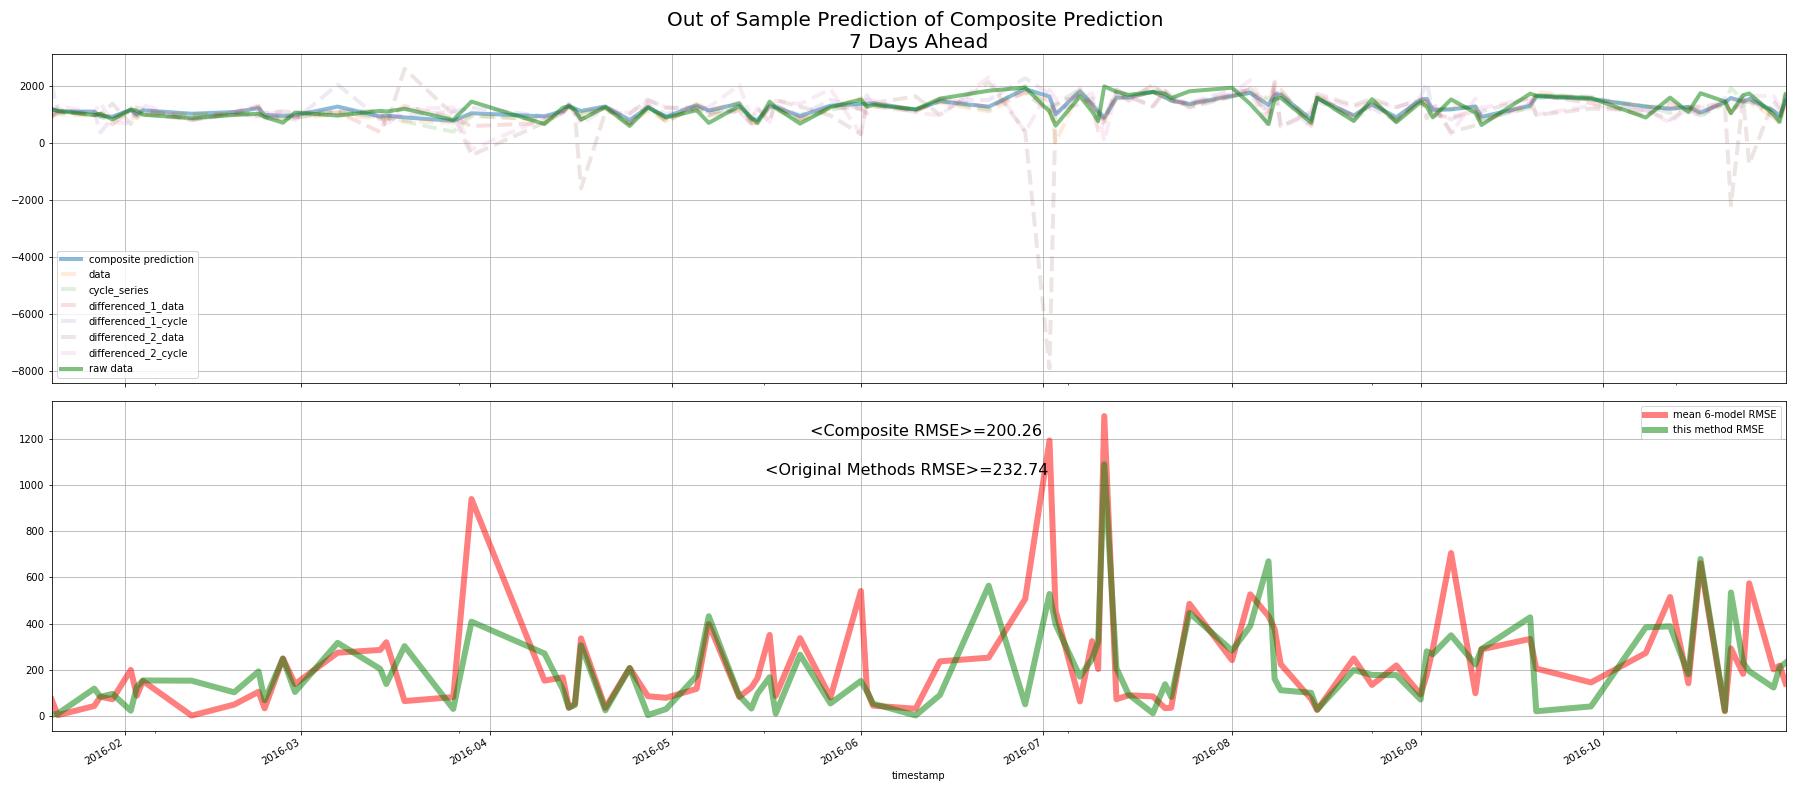 Out of Sample Prediction of Composite Prediction
7 Days Ahead
2000
0
−2000
−4000
−6000
−8000
composite prediction
data
cycle_series
differenced_1_data
differenced_1_cycle
differenced_2_data
differenced_2_cycle
raw data
1200
1000
800
600
400
200
0
<Composite RMSE>=200.26
<Original Methods RMSE>=232.74
mean 6-model RMSE
this method RMSE
2016-02
2016-03
2016-04
2016-05
2016-06
2016-07
2016-08
2016-09
2016-10
timestamp